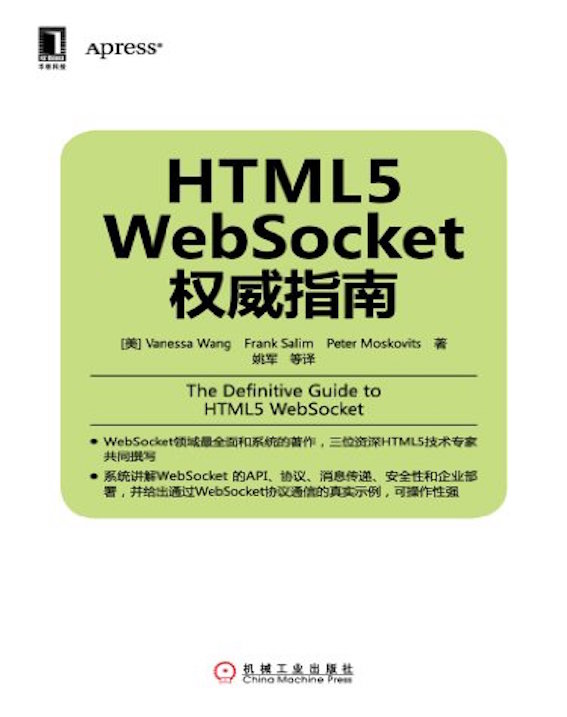 Apress®
华章科技
HTML5
WebSocket
权威指南
[美] Vanessa Wang Frank Salim Peter Moskovits 著
姚军 等译
The Definitive Guide to
HTML5 WebSocket
● WebSocket领域最全面和系统的著作，三位资深HTML5技术专家
共同撰写
● 系统讲解WebSocket 的API、协议、消息传递、安全性和企业部
署，并给出通过WebSocket协议通信的真实示例，可操作性强
机械工业出版社
China Machine Press